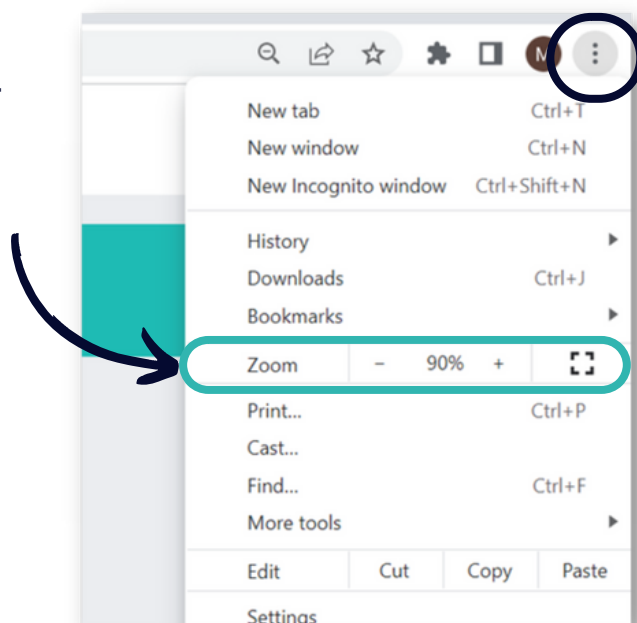 M
New tab Ctrl+T
New window Ctrl+N
New Incognito window Ctrl+Shift+N
History
Downloads Ctrl+J
Bookmarks
Zoom - 90% +
Print... Ctrl+P
Cast...
Find... Ctrl+F
More tools
Edit Cut Copy Paste
Settings